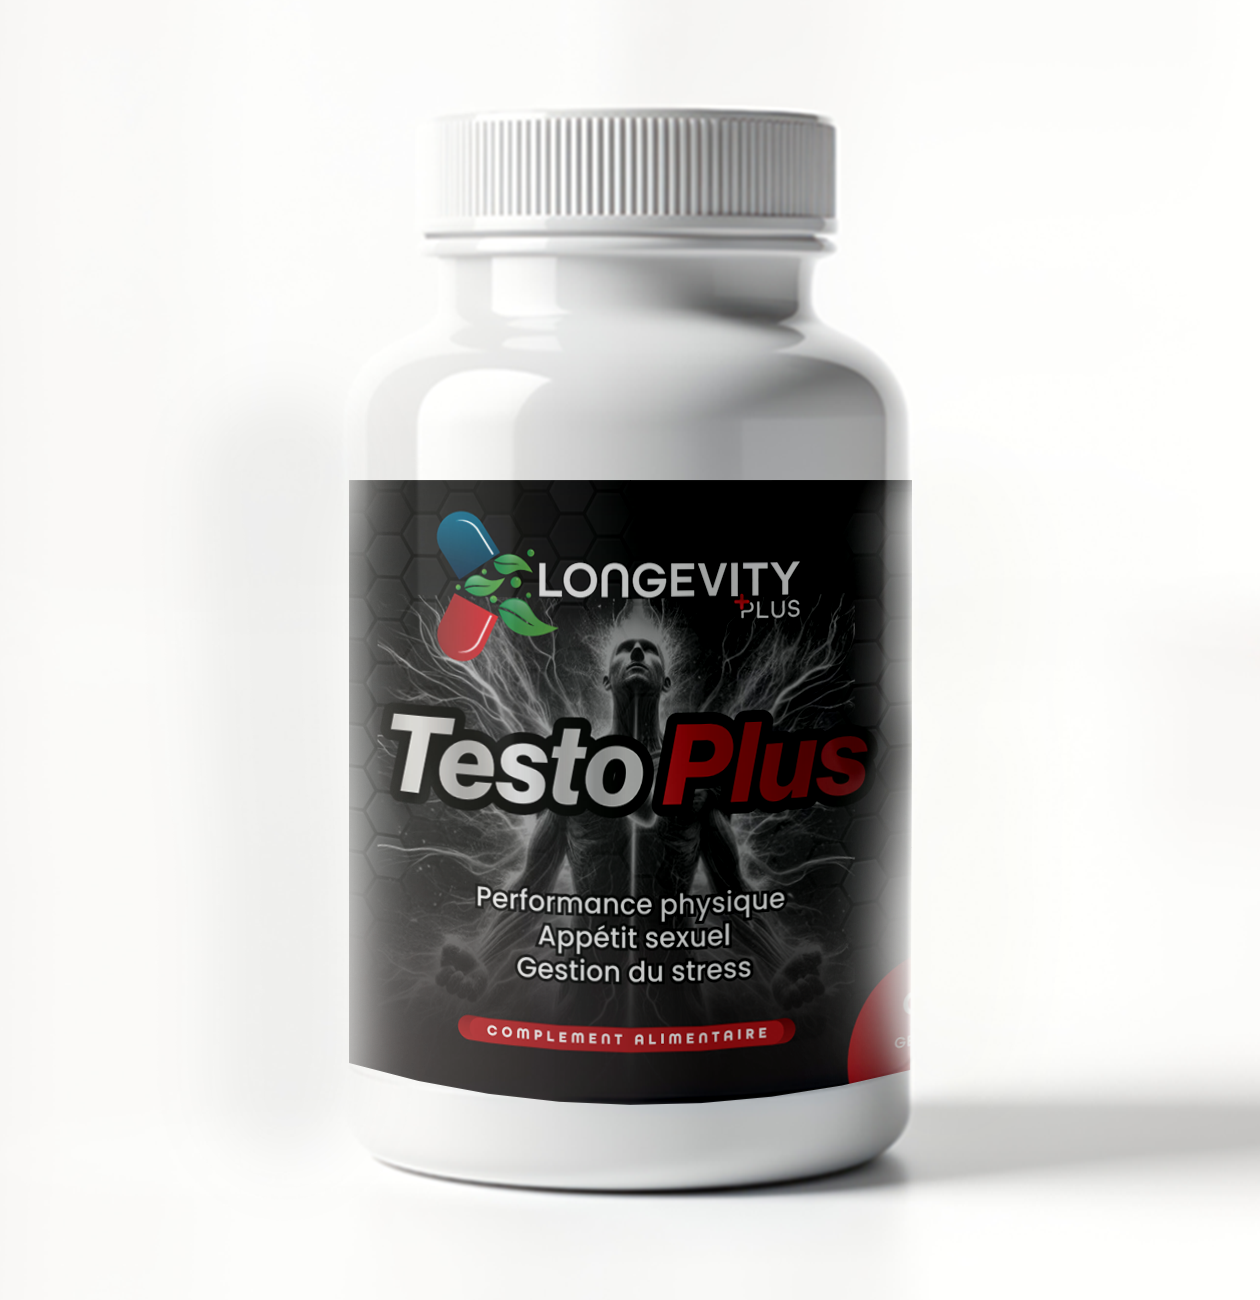 LONGEVITY
PLUS
Testo Plus
Performance physique
Appétit sexuel
Gestion du stress
COMPLEMENT ALIMENTAIRE